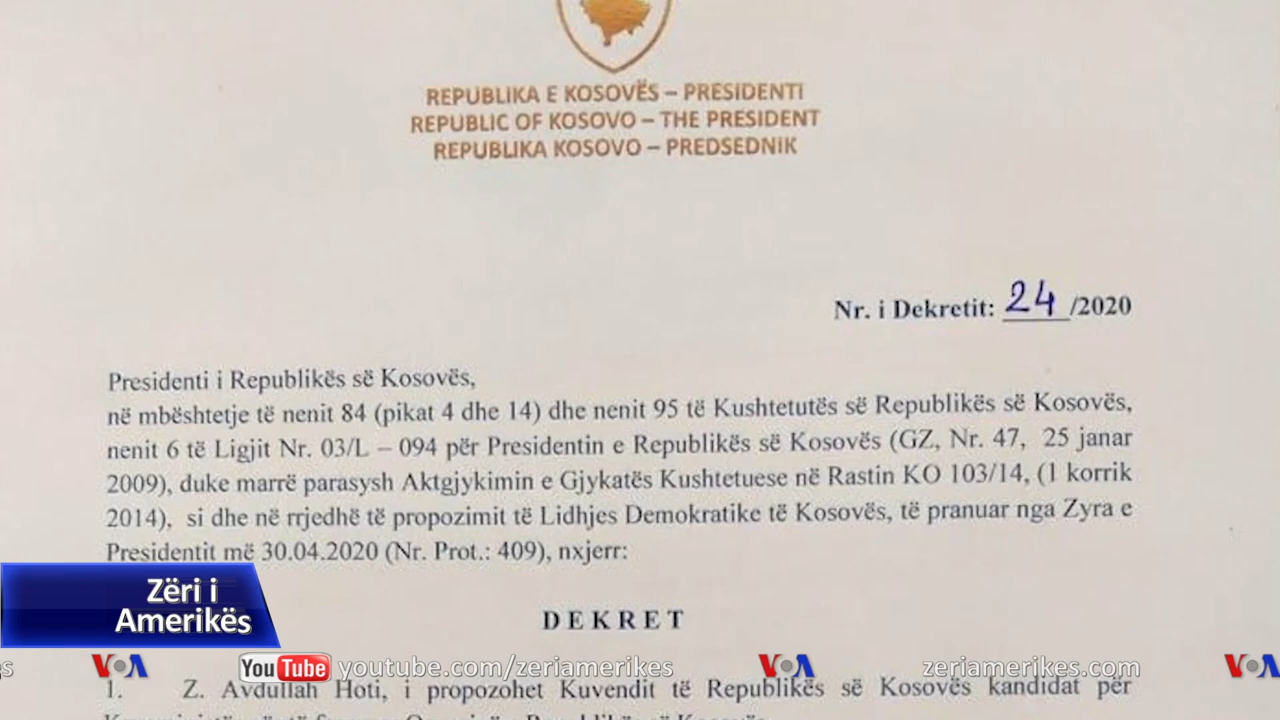 REPUBLIKA E KOSOVËS – PRESIDENTI
REPUBLIC OF KOSOVO – THE PRESIDENT
REPUBLIKA KOSOVO – PREDSEDNIK
Nr. i Dekretit: 24 /2020
Presidenti i Republikës së Kosovës,
në mbështetje të nenit 84 (pikat 4 dhe 14) dhe nenit 95 të Kushtetutës së Republikës së Kosovës,
nenit 6 të Ligjit Nr. 03/L – 094 për Presidentin e Republikës së Kosovës (GZ, Nr. 47, 25 janar
2009), duke marrë parasysh Aktgjykimin e Gjykatës Kushtetuese në Rastin KO 103/14, (1 korrik
2014), si dhe në rrjedhë të propozimit të Lidhjes Demokratike të Kosovës, të pranuar nga Zyra e
Presidentit më 30.04.2020 (Nr. Prot.: 409), nxjerr:
DEKRET
Zëri i
Amerikës
VOA YouTube youtube.com/zeriamerikes VOA zeriamerikes.com VOA
1. Z. Avdullah Hoti, i propozohet Kuvendit të Republikës së Kosovës kandidat për